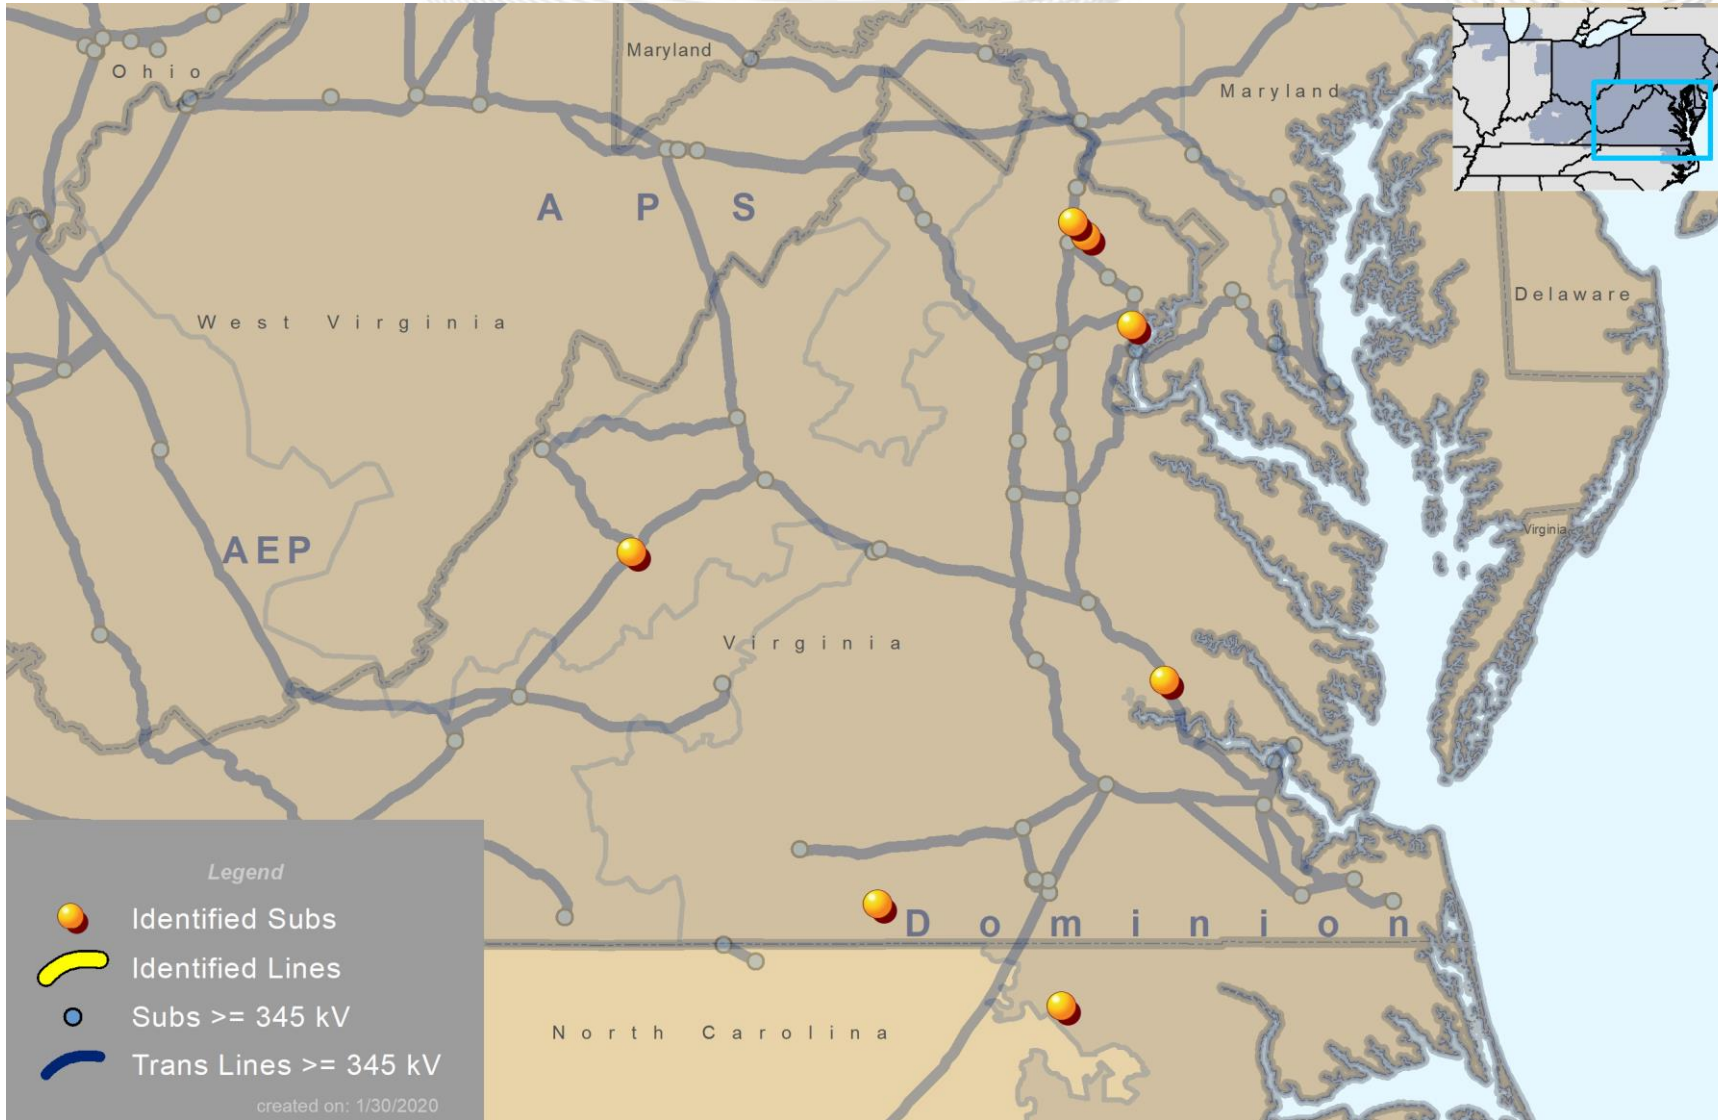 Maryland
Ohio
Maryland
APS
Delaware
West Virginia
Virginia
AEP
Virginia
Legend
Identified Subs
Dominion
Identified Lines
Subs >= 345 kV
North Carolina
Trans Lines >= 345 kV
created on: 1/30/2020